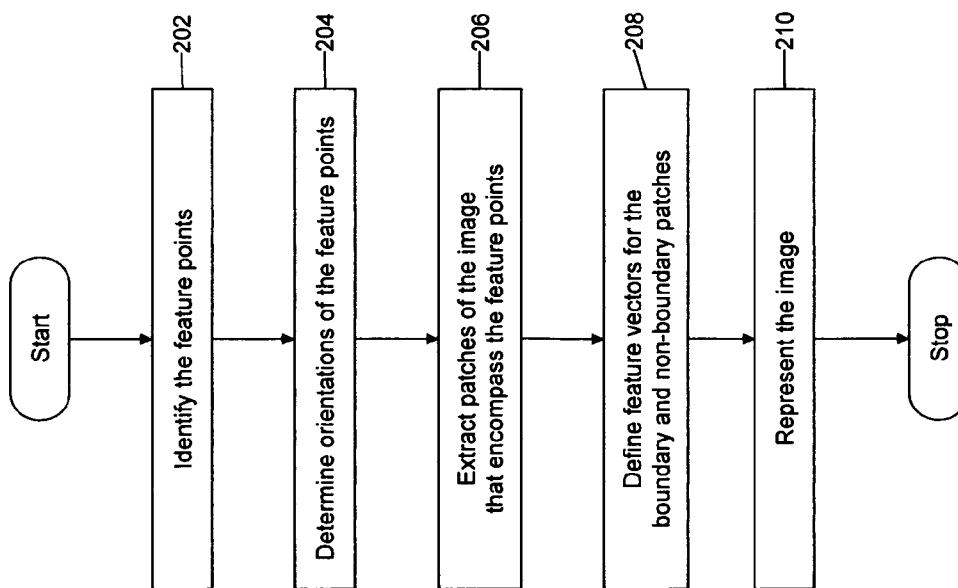 Start
Identify the feature points
202
Determine orientations of the feature points
204
Extract patches of the image
that encompass the feature points
206
Define feature vectors for the
boundary and non-boundary patches
208
Represent the image
210
Stop